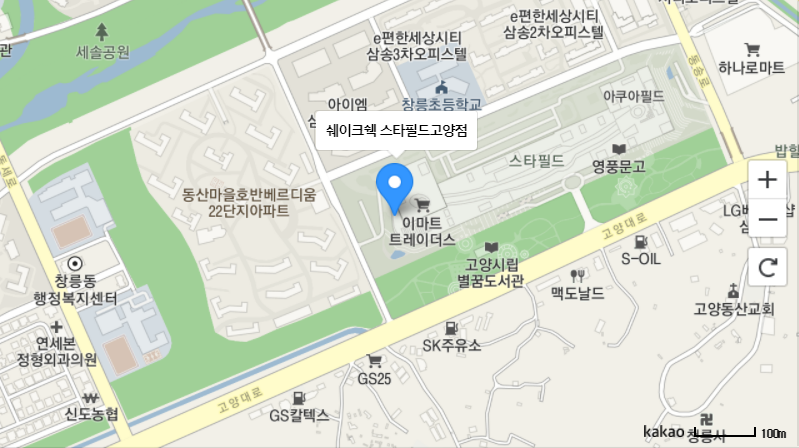 e편한세상시티
삼송2차오피스텔
e편한세상시티
삼송3차오피스텔
세솔공원
하나로마트
동송로
아이엠
창릉초등학교
아쿠아필드
쉐이크쉑 스타필드고양점
스타필드
영풍문고
밥할
동산마을호반베르디움
22단지아파트
이마트
트레이더스
고양대로
S-OIL
고양시립
별꿈도서관
맥도날드
창릉동
행정복지센터
고양동산교회
연세본
정형외과의원
SK주유소
GS25
신도농협
고양대로
GS칼텍스
창릉사
kakao
100m